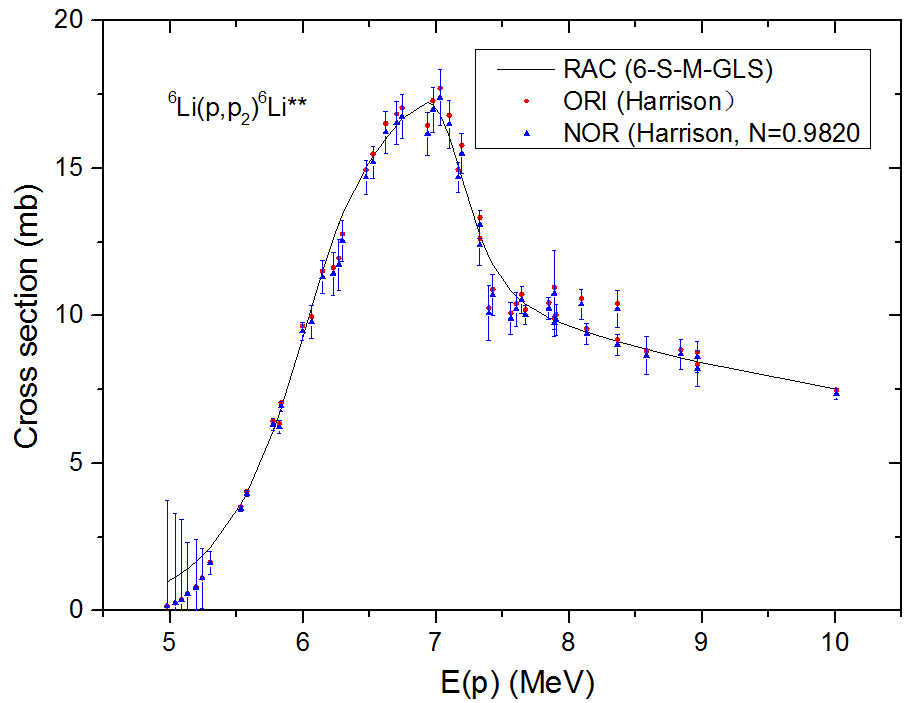 20
15
10
5
0
Cross section (mb)
⁶Li(p,p₂)⁶Li**
RAC (6-S-M-GLS)
ORI (Harrison）
NOR (Harrison, N=0.9820
5 6 7 8 9 10
E(p) (MeV)